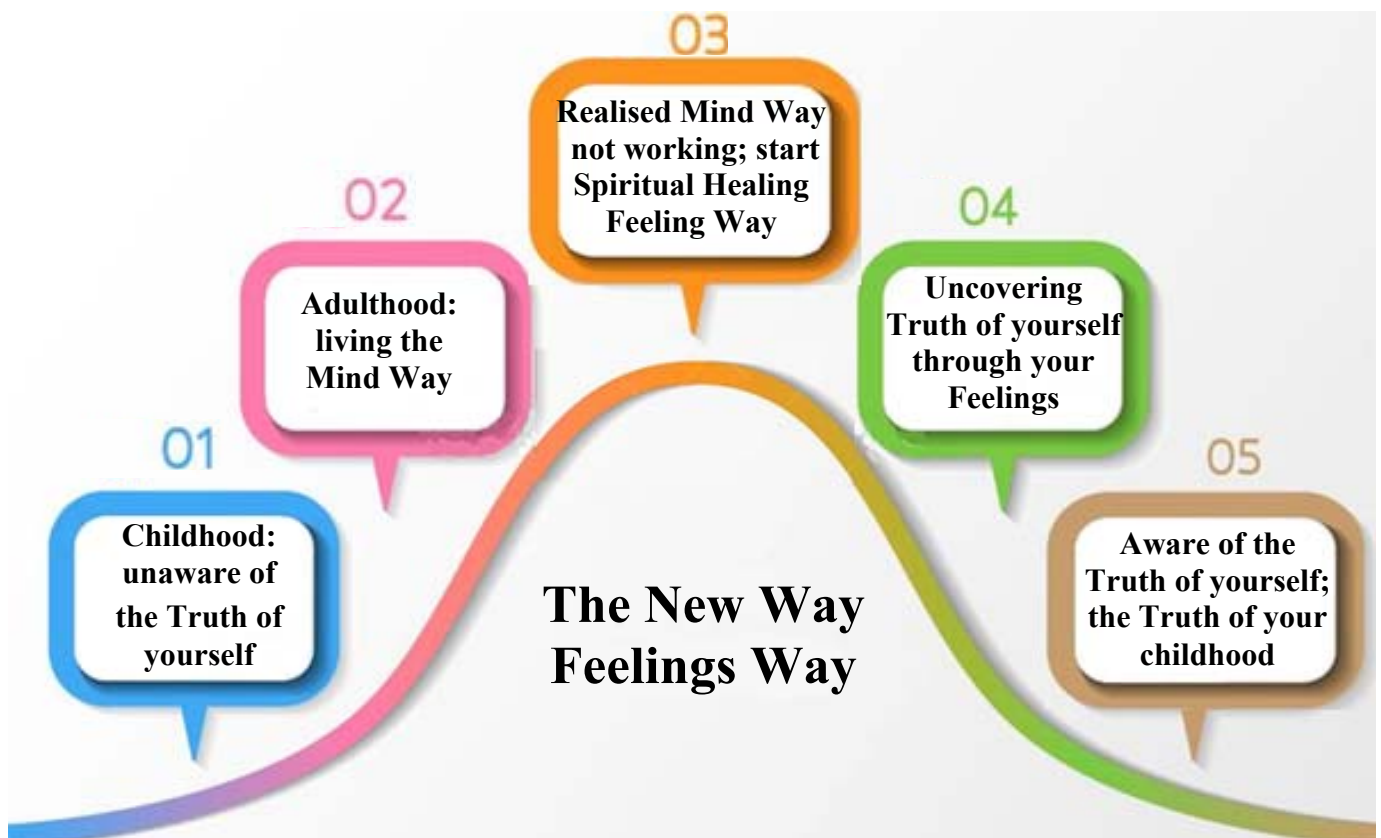 01
Childhood:
unaware of
the Truth of
yourself
02
Adulthood:
living the
Mind Way
03
Realised Mind Way
not working; start
Spiritual Healing
Feeling Way
04
Uncovering
Truth of yourself
through your
Feelings
05
Aware of the
Truth of yourself;
the Truth of your
childhood
The New Way
Feelings Way